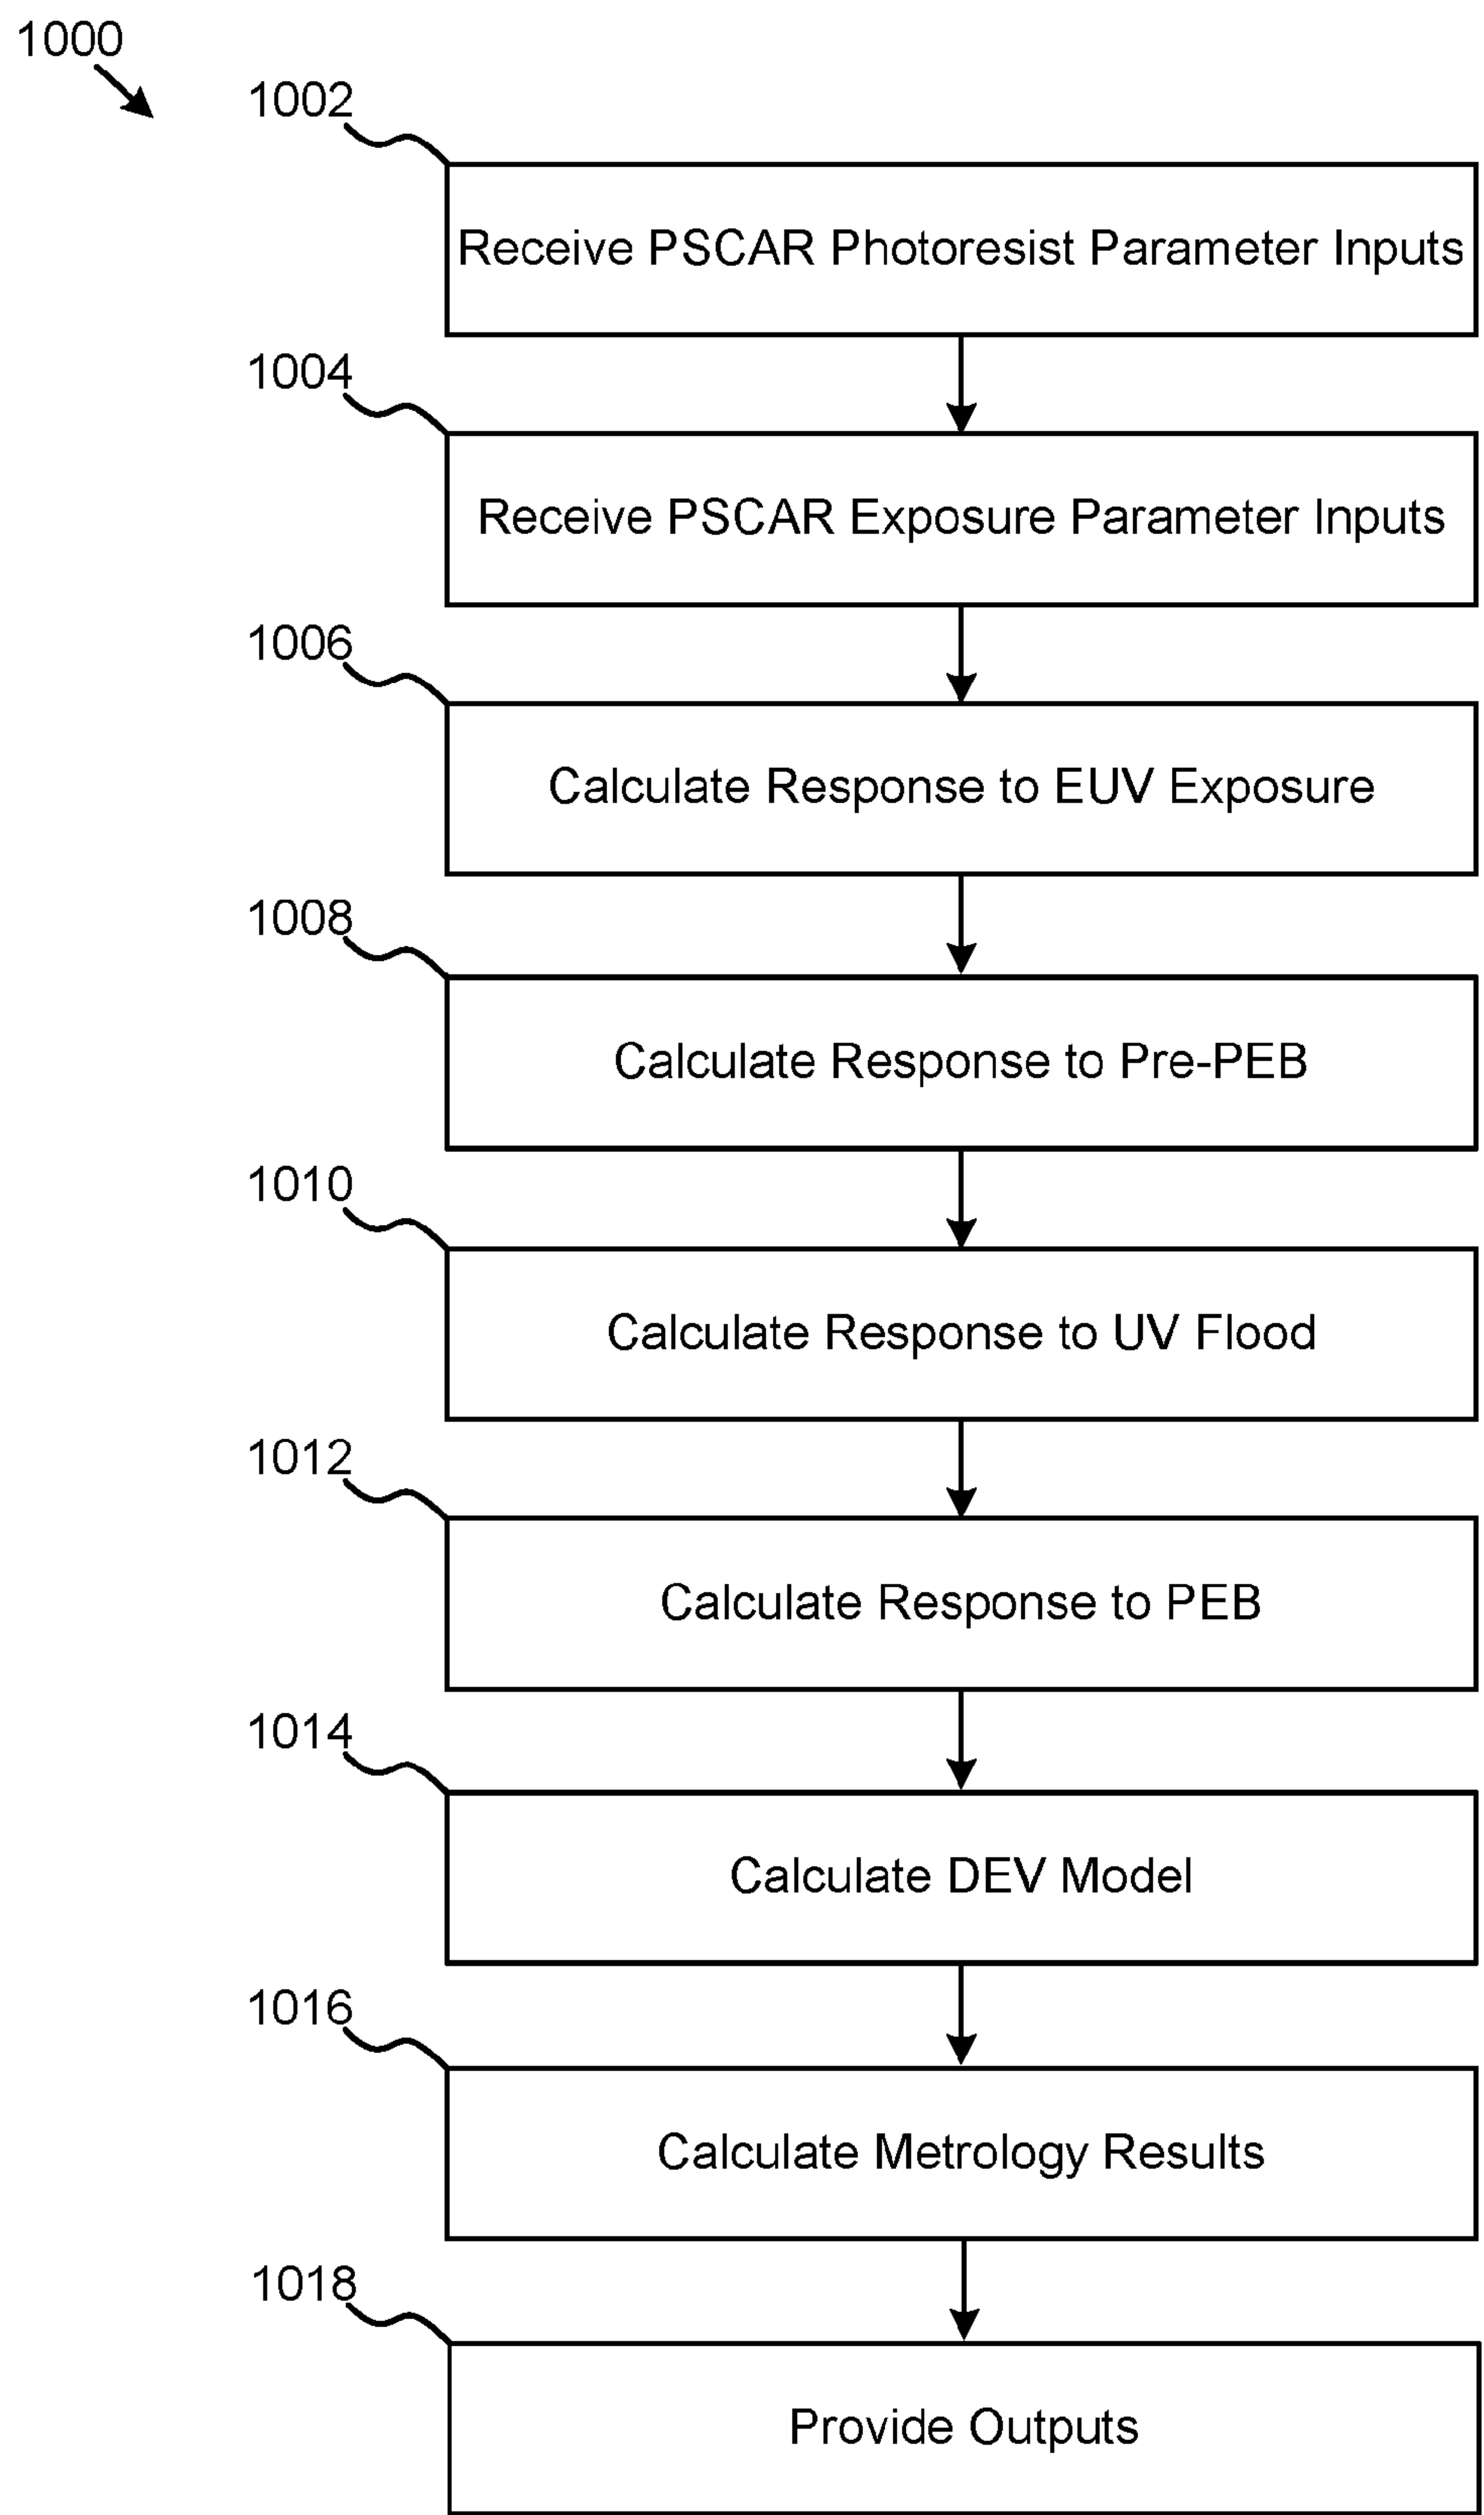 1000
1002
Receive PSCAR Photoresist Parameter Inputs
1004
Receive PSCAR Exposure Parameter Inputs
1006
Calculate Response to EUV Exposure
1008
Calculate Response to Pre-PEB
1010
Calculate Response to UV Flood
1012
Calculate Response to PEB
1014
Calculate DEV Model
1016
Calculate Metrology Results
1018
Provide Outputs